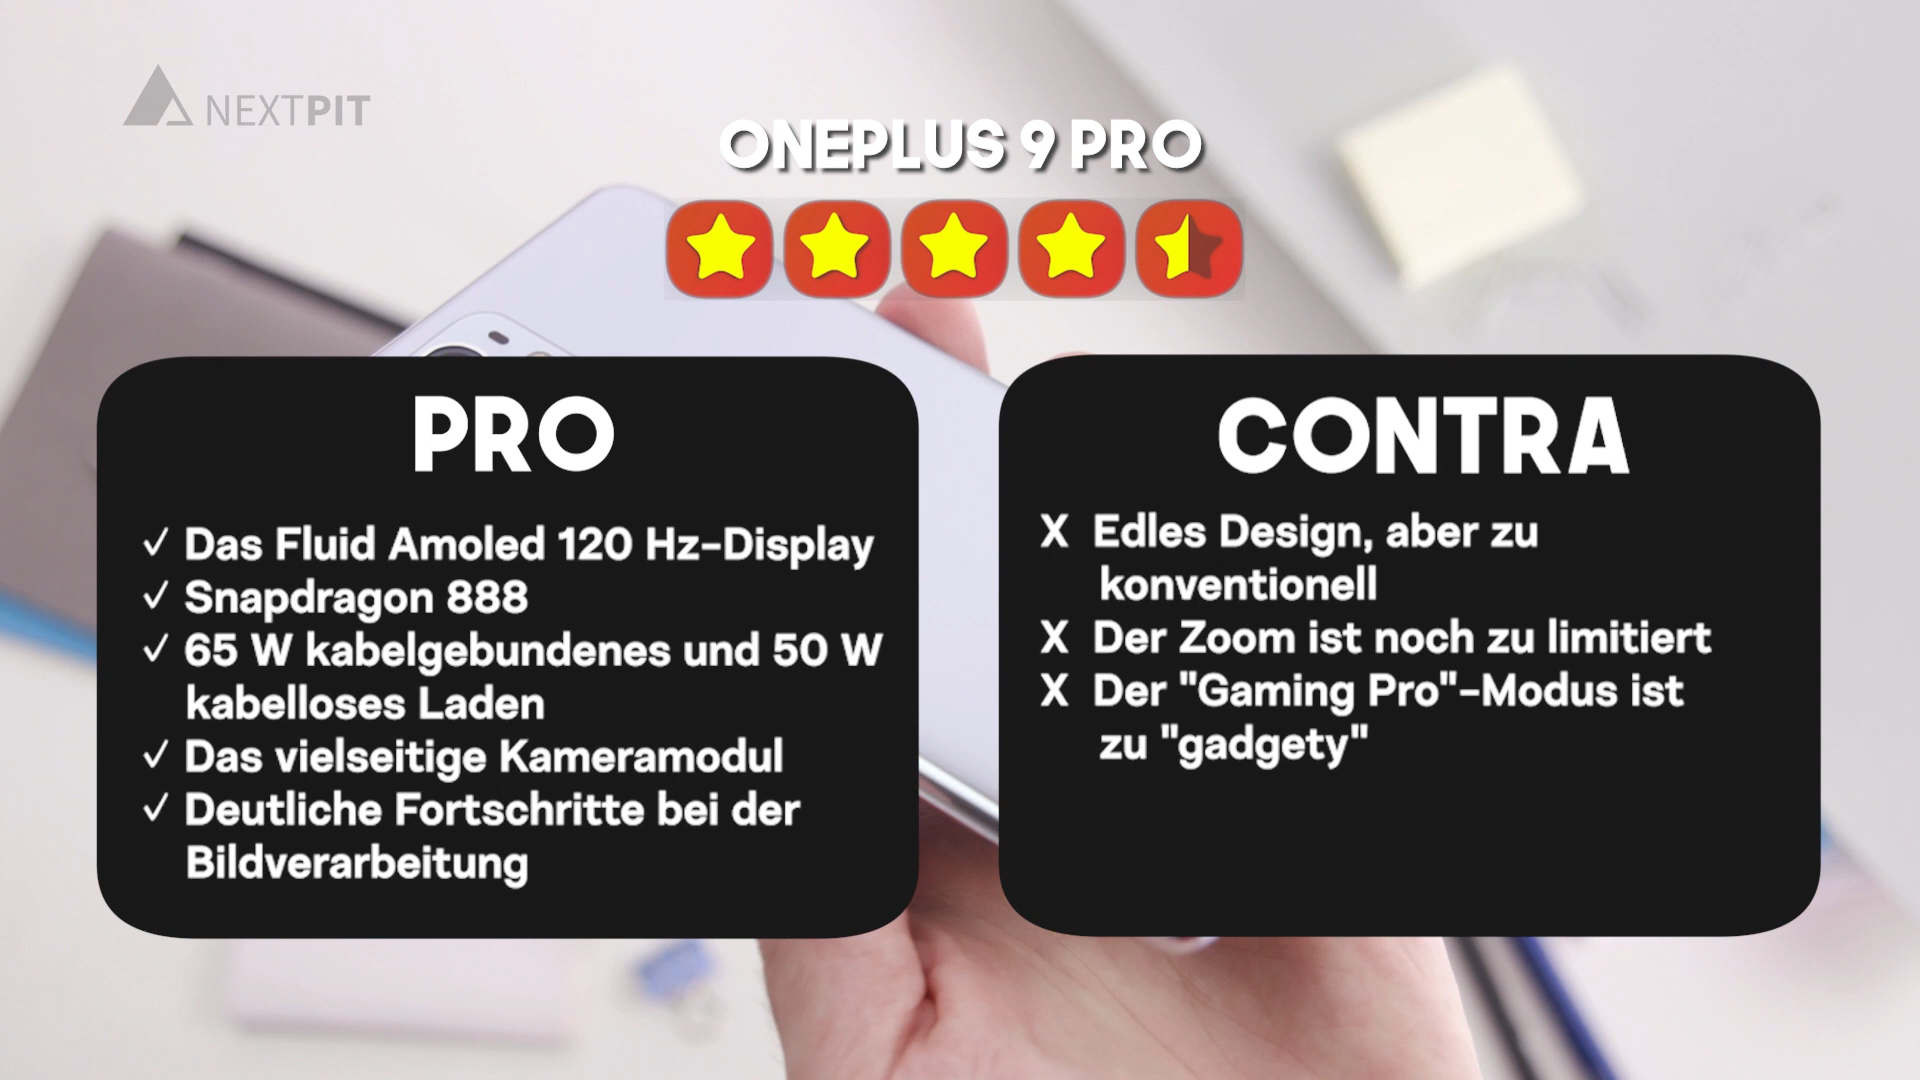 NEXTPIT
ONEPLUS 9 PRO
PRO
✓ Das Fluid Amoled 120 Hz-Display
✓ Snapdragon 888
✓ 65 W kabelgebundenes und 50 W
kabelloses Laden
✓ Das vielseitige Kameramodul
✓ Deutliche Fortschritte bei der
Bildverarbeitung
CONTRA
X Edles Design, aber zu
konventionell
X Der Zoom ist noch zu limitiert
X Der "Gaming Pro"-Modus ist
zu "gadgety"